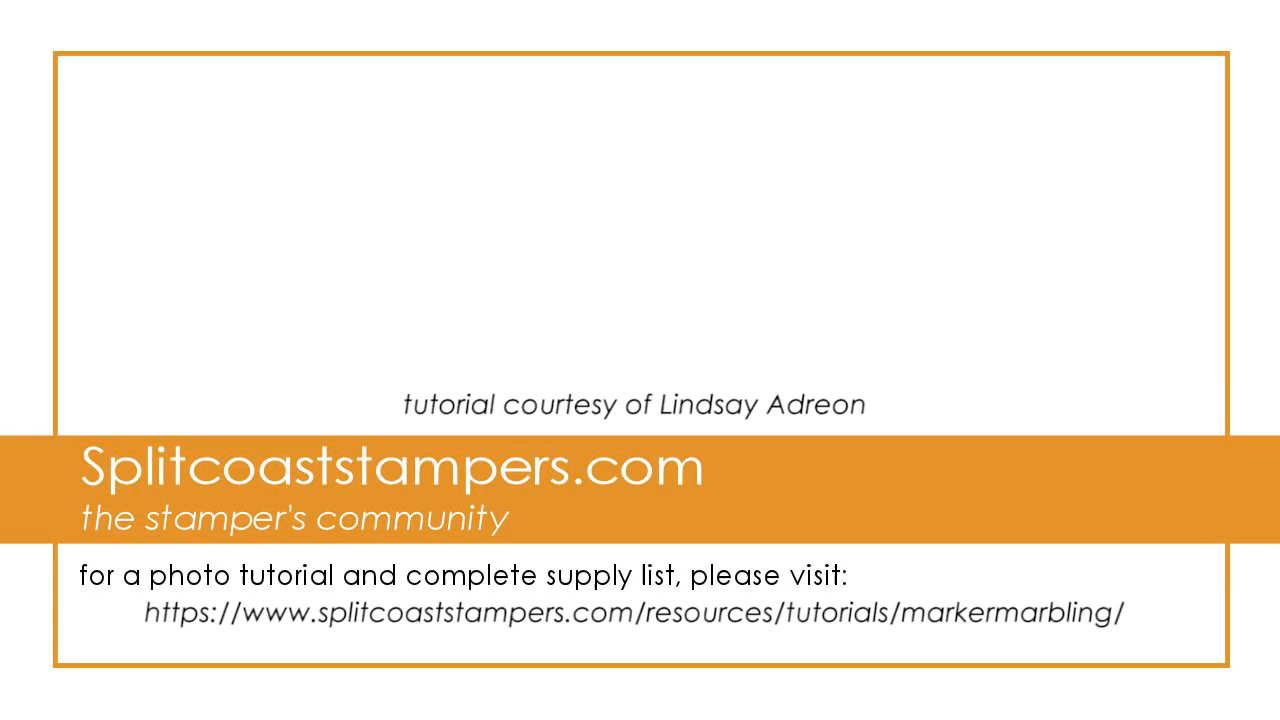 tutorial courtesy of Lindsay Adreon
Splitcoaststampers.com
the stamper's community
for a photo tutorial and complete supply list, please visit:
https://www.splitcoaststampers.com/resources/tutorials/markermarbling/